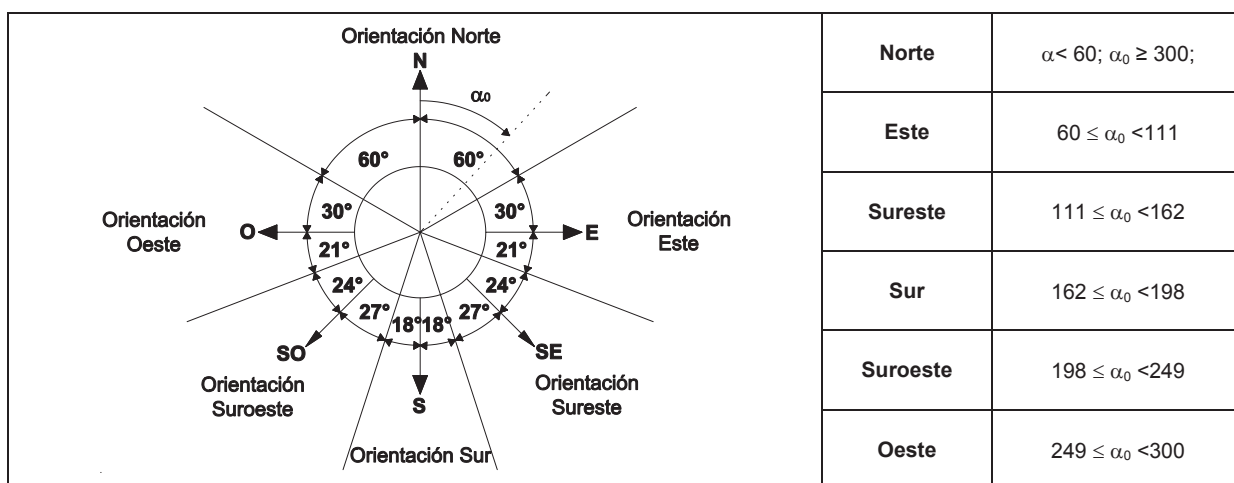 Orientación Norte
N
α₀
60° 60°
30° 30°
Orientación
Oeste
O
E
Orientación
Este
21° 21°
24° 24°
27° 18° 18° 27°
SO
SE
Orientación
Suroeste
S
Orientación
Sureste
Orientación Sur
Norte α< 60; α₀ ≥ 300;
Este 60 ≤ α₀ <111
Sureste 111 ≤ α₀ <162
Sur 162 ≤ α₀ <198
Suroeste 198 ≤ α₀ <249
Oeste 249 ≤ α₀ <300